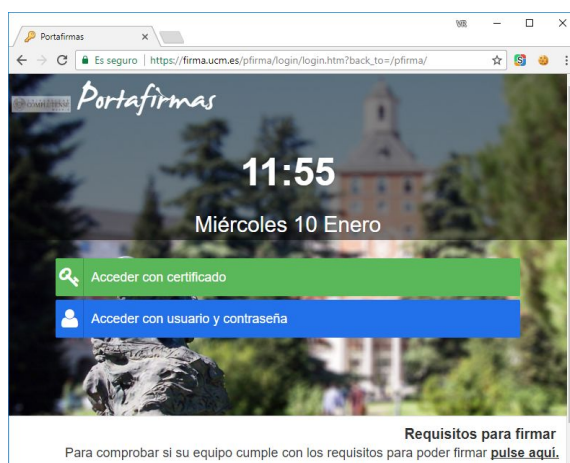 Portafirmas
VR
Es seguro | https://firma.ucm.es/pfirma/login/login.htm?back_to=/pfirma/
COMPLUTENSE
Portafirmas
11:55
Miércoles 10 Enero
Acceder con certificado
Acceder con usuario y contraseña
Requisitos para firmar
Para comprobar si su equipo cumple con los requisitos para poder firmar pulse aquí.